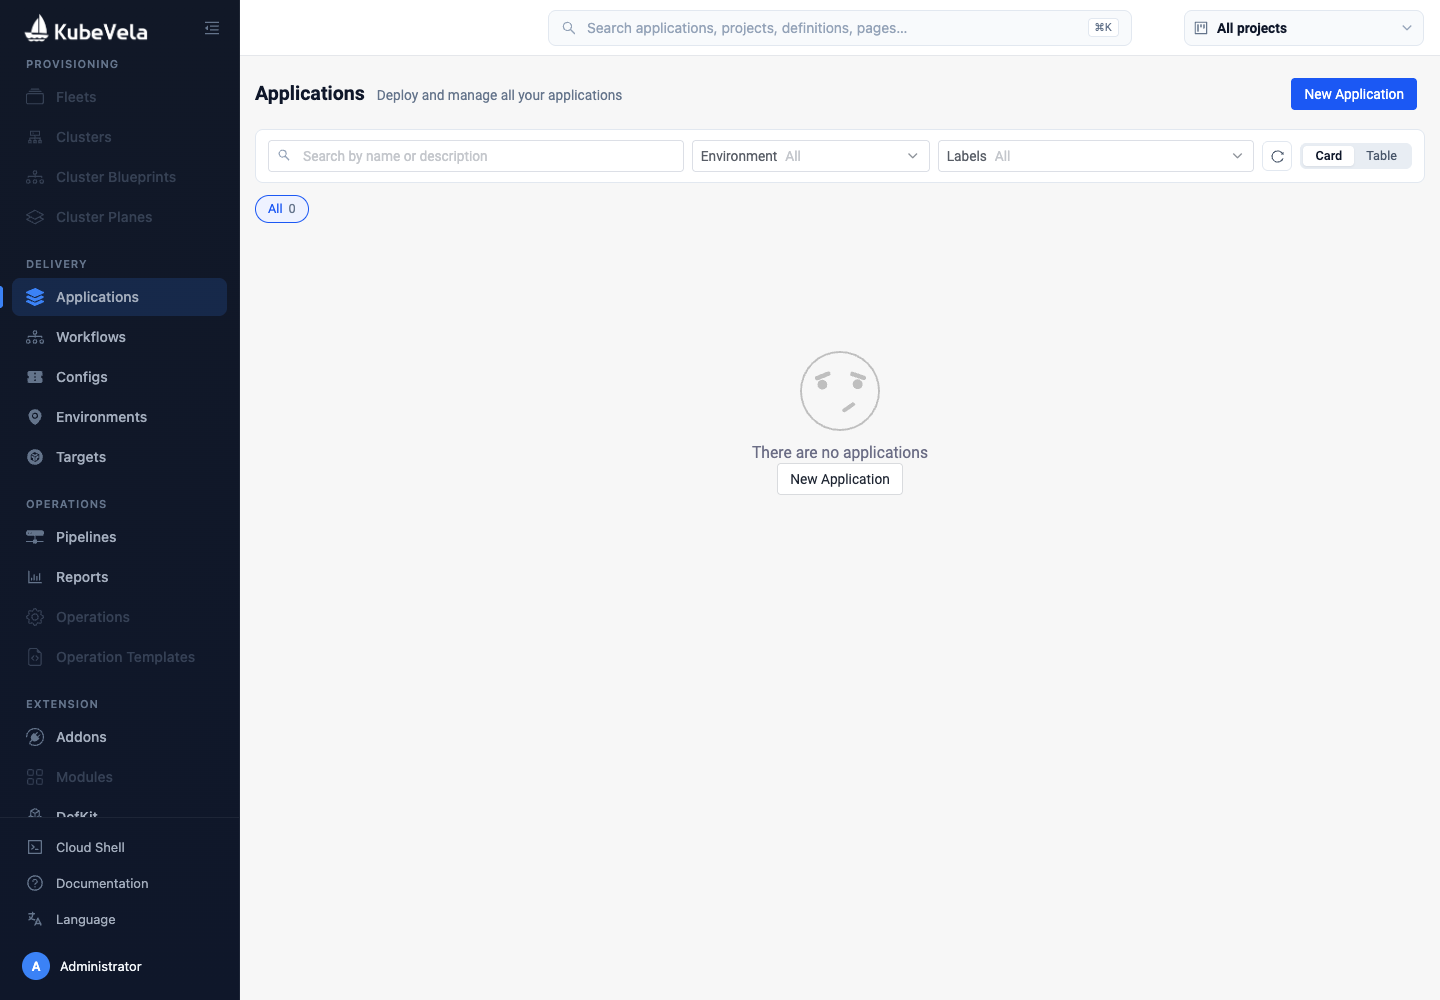 KubeVela
Search applications, projects, definitions, pages...
⌘K
All projects
PROVISIONING
Fleets
Clusters
Cluster Blueprints
Cluster Planes
DELIVERY
Applications
Workflows
Configs
Environments
Targets
OPERATIONS
Pipelines
Reports
Operations
Operation Templates
EXTENSION
Addons
Modules
DefKit
Cloud Shell
Documentation
Language
A Administrator
Applications Deploy and manage all your applications
New Application
Search by name or description
Environment All
Labels All
Card Table
All 0
There are no applications
New Application